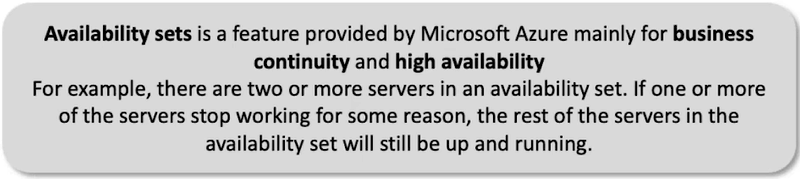 Availability sets is a feature provided by Microsoft Azure mainly for business
continuity and high availability
For example, there are two or more servers in an availability set. If one or more
of the servers stop working for some reason, the rest of the servers in the
availability set will still be up and running.